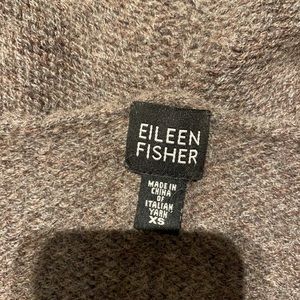 EILEEN
FISHER
MADE IN
CHINA
OF
ITALIAN
YARN
XS